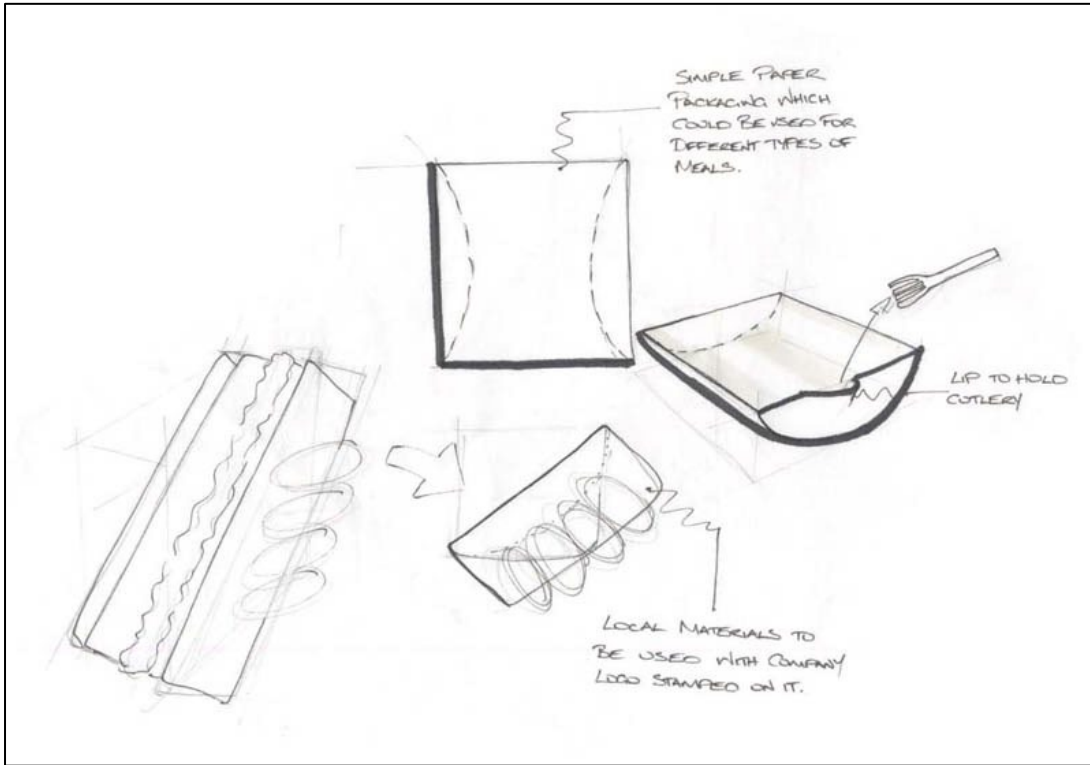 SIMPLE PAPER
PACKAGING WHICH
COULD BE USED FOR
DIFFERENT TYPES OF
MEALS.
LIP TO HOLD
CUTLERY
LOCAL MATERIALS TO
BE USED WITH COMPANY
LOGO STAMPED ON IT.